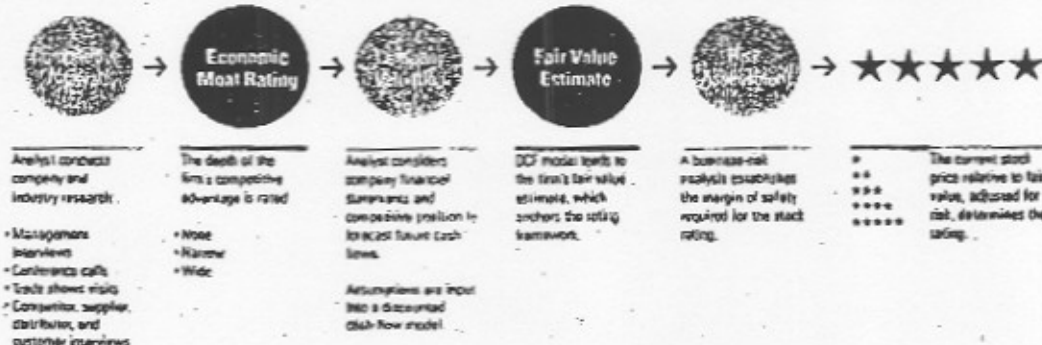 Economic
Moat Rating
Fair Value
Estimate
Analyst conducts
company and
industry research
• Management
interviews
• Conference calls
• Trade shows visits
• Competitor, supplier,
distributor, and
customer interviews
The depth of the
firm's competitive
advantage is rated
• None
• Narrow
• Wide
Analyst considers
company financial
statements and
competitive position to
forecast future cash
flows.
Assumptions are input
into a discounted
cash-flow model.
DCF model leads to
the firm's fair value
estimate, which
anchors the rating
framework.
A business-risk
analysis establishes
the margin of safety
required for the stock
rating.
The current stock
price relative to fair
value, adjusted for
risk, determines the
rating.